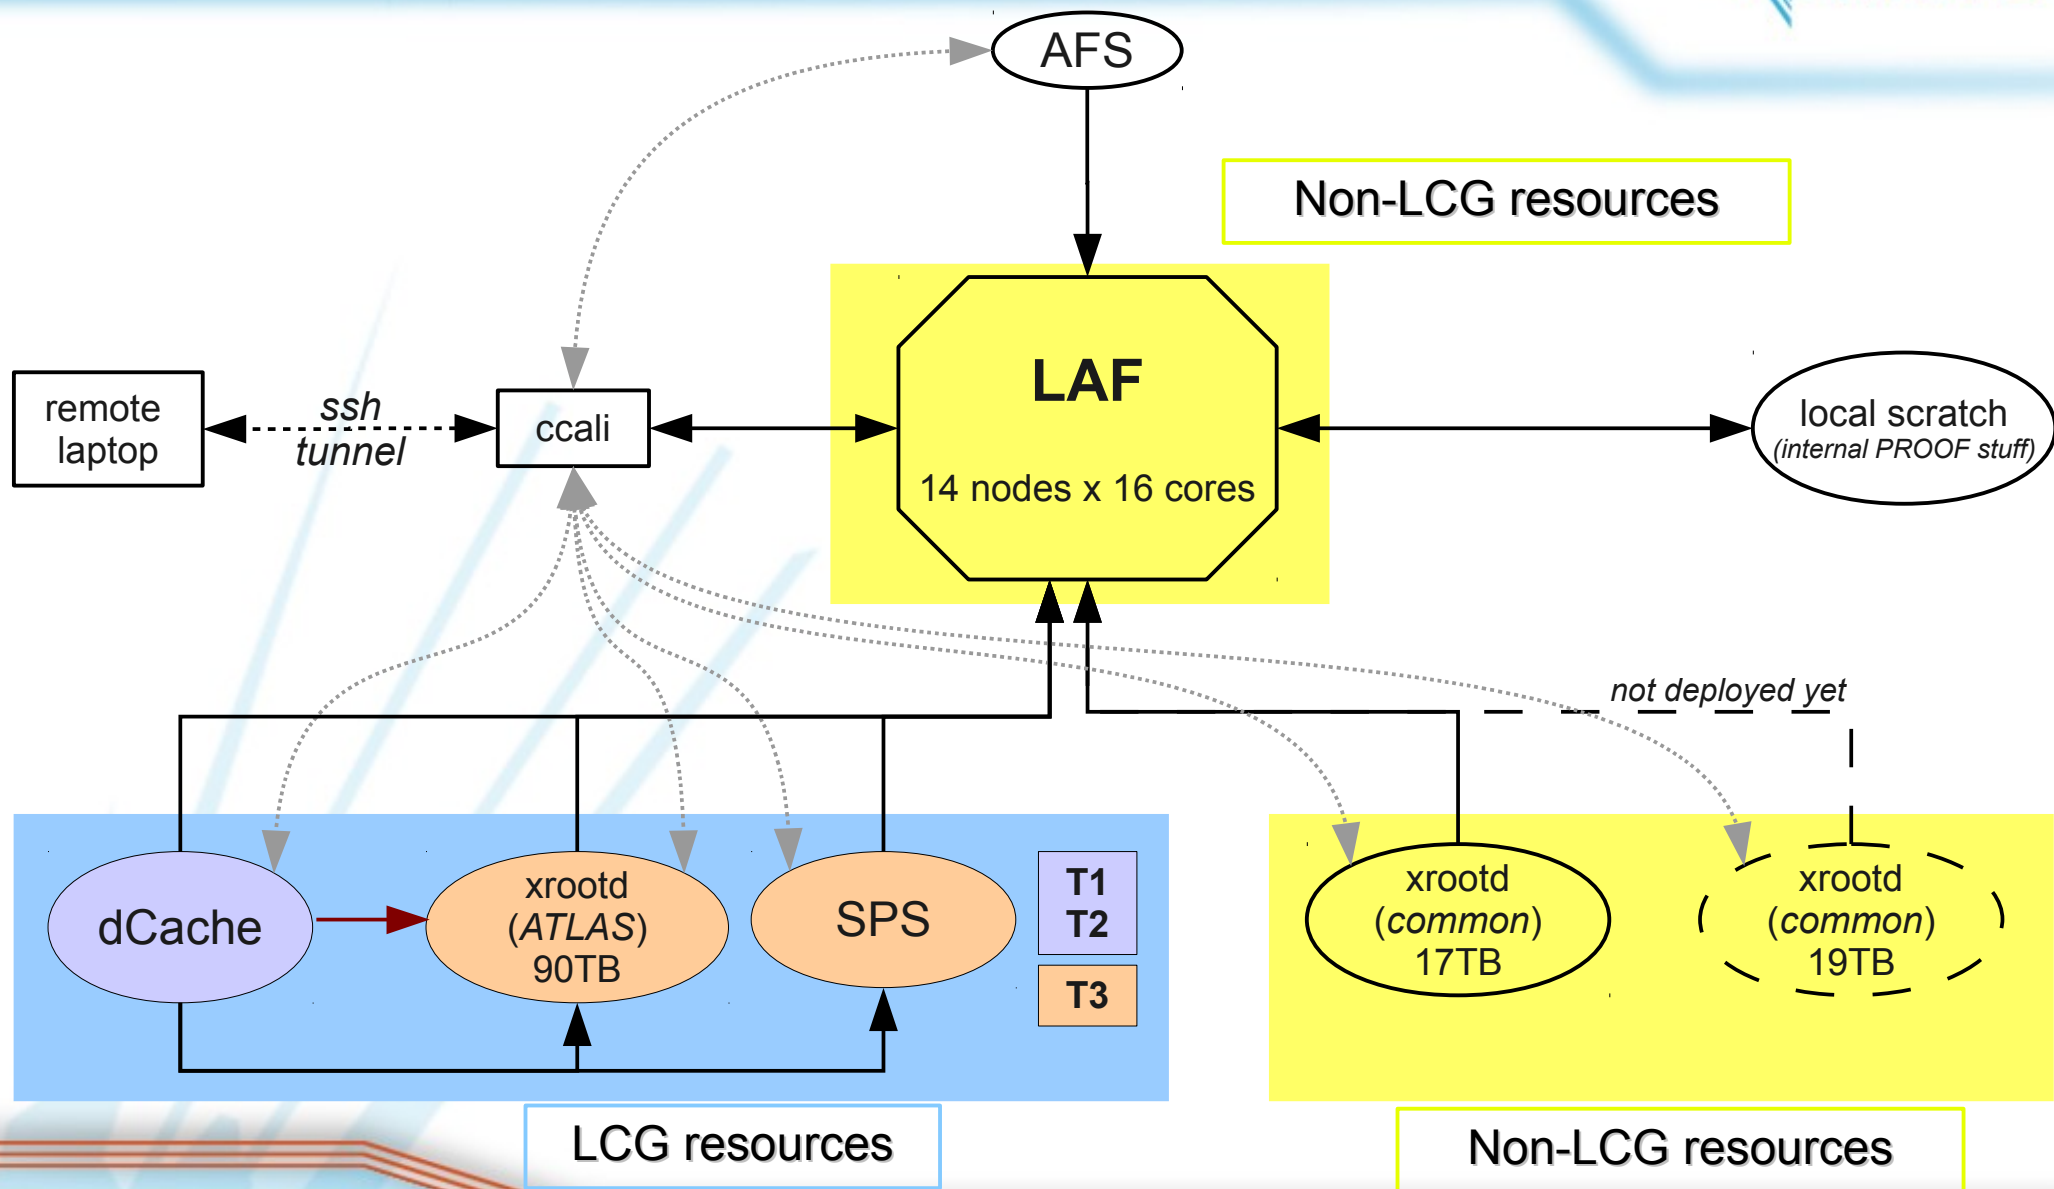 AFS
Non-LCG resources
LAF
14 nodes x 16 cores
remote
laptop
ssh
tunnel
ccali
local scratch
(internal PROOF stuff)
not deployed yet
dCache
xrootd
(ATLAS)
90TB
SPS
T1
T2
T3
xrootd
(common)
17TB
xrootd
(common)
19TB
LCG resources
Non-LCG resources